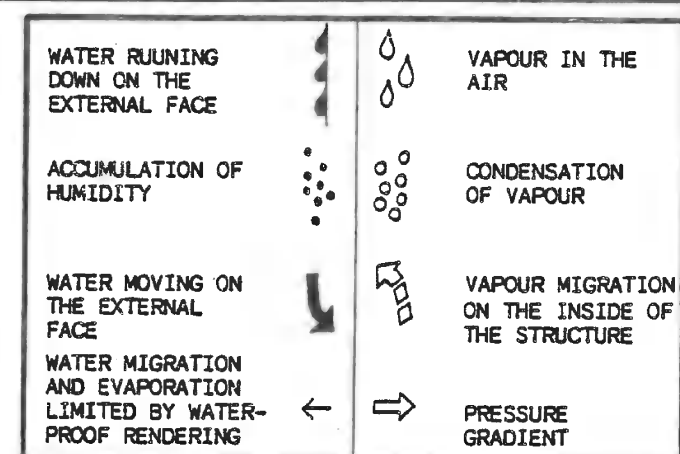 WATER RUUNING
DOWN ON THE
EXTERNAL FACE
VAPOUR IN THE
AIR
ACCUMULATION OF
HUMIDITY
CONDENSATION
OF VAPOUR
WATER MOVING ON
THE EXTERNAL
FACE
VAPOUR MIGRATION
ON THE INSIDE OF
THE STRUCTURE
WATER MIGRATION
AND EVAPORATION
LIMITED BY WATER-
PROOF RENDERING
PRESSURE
GRADIENT